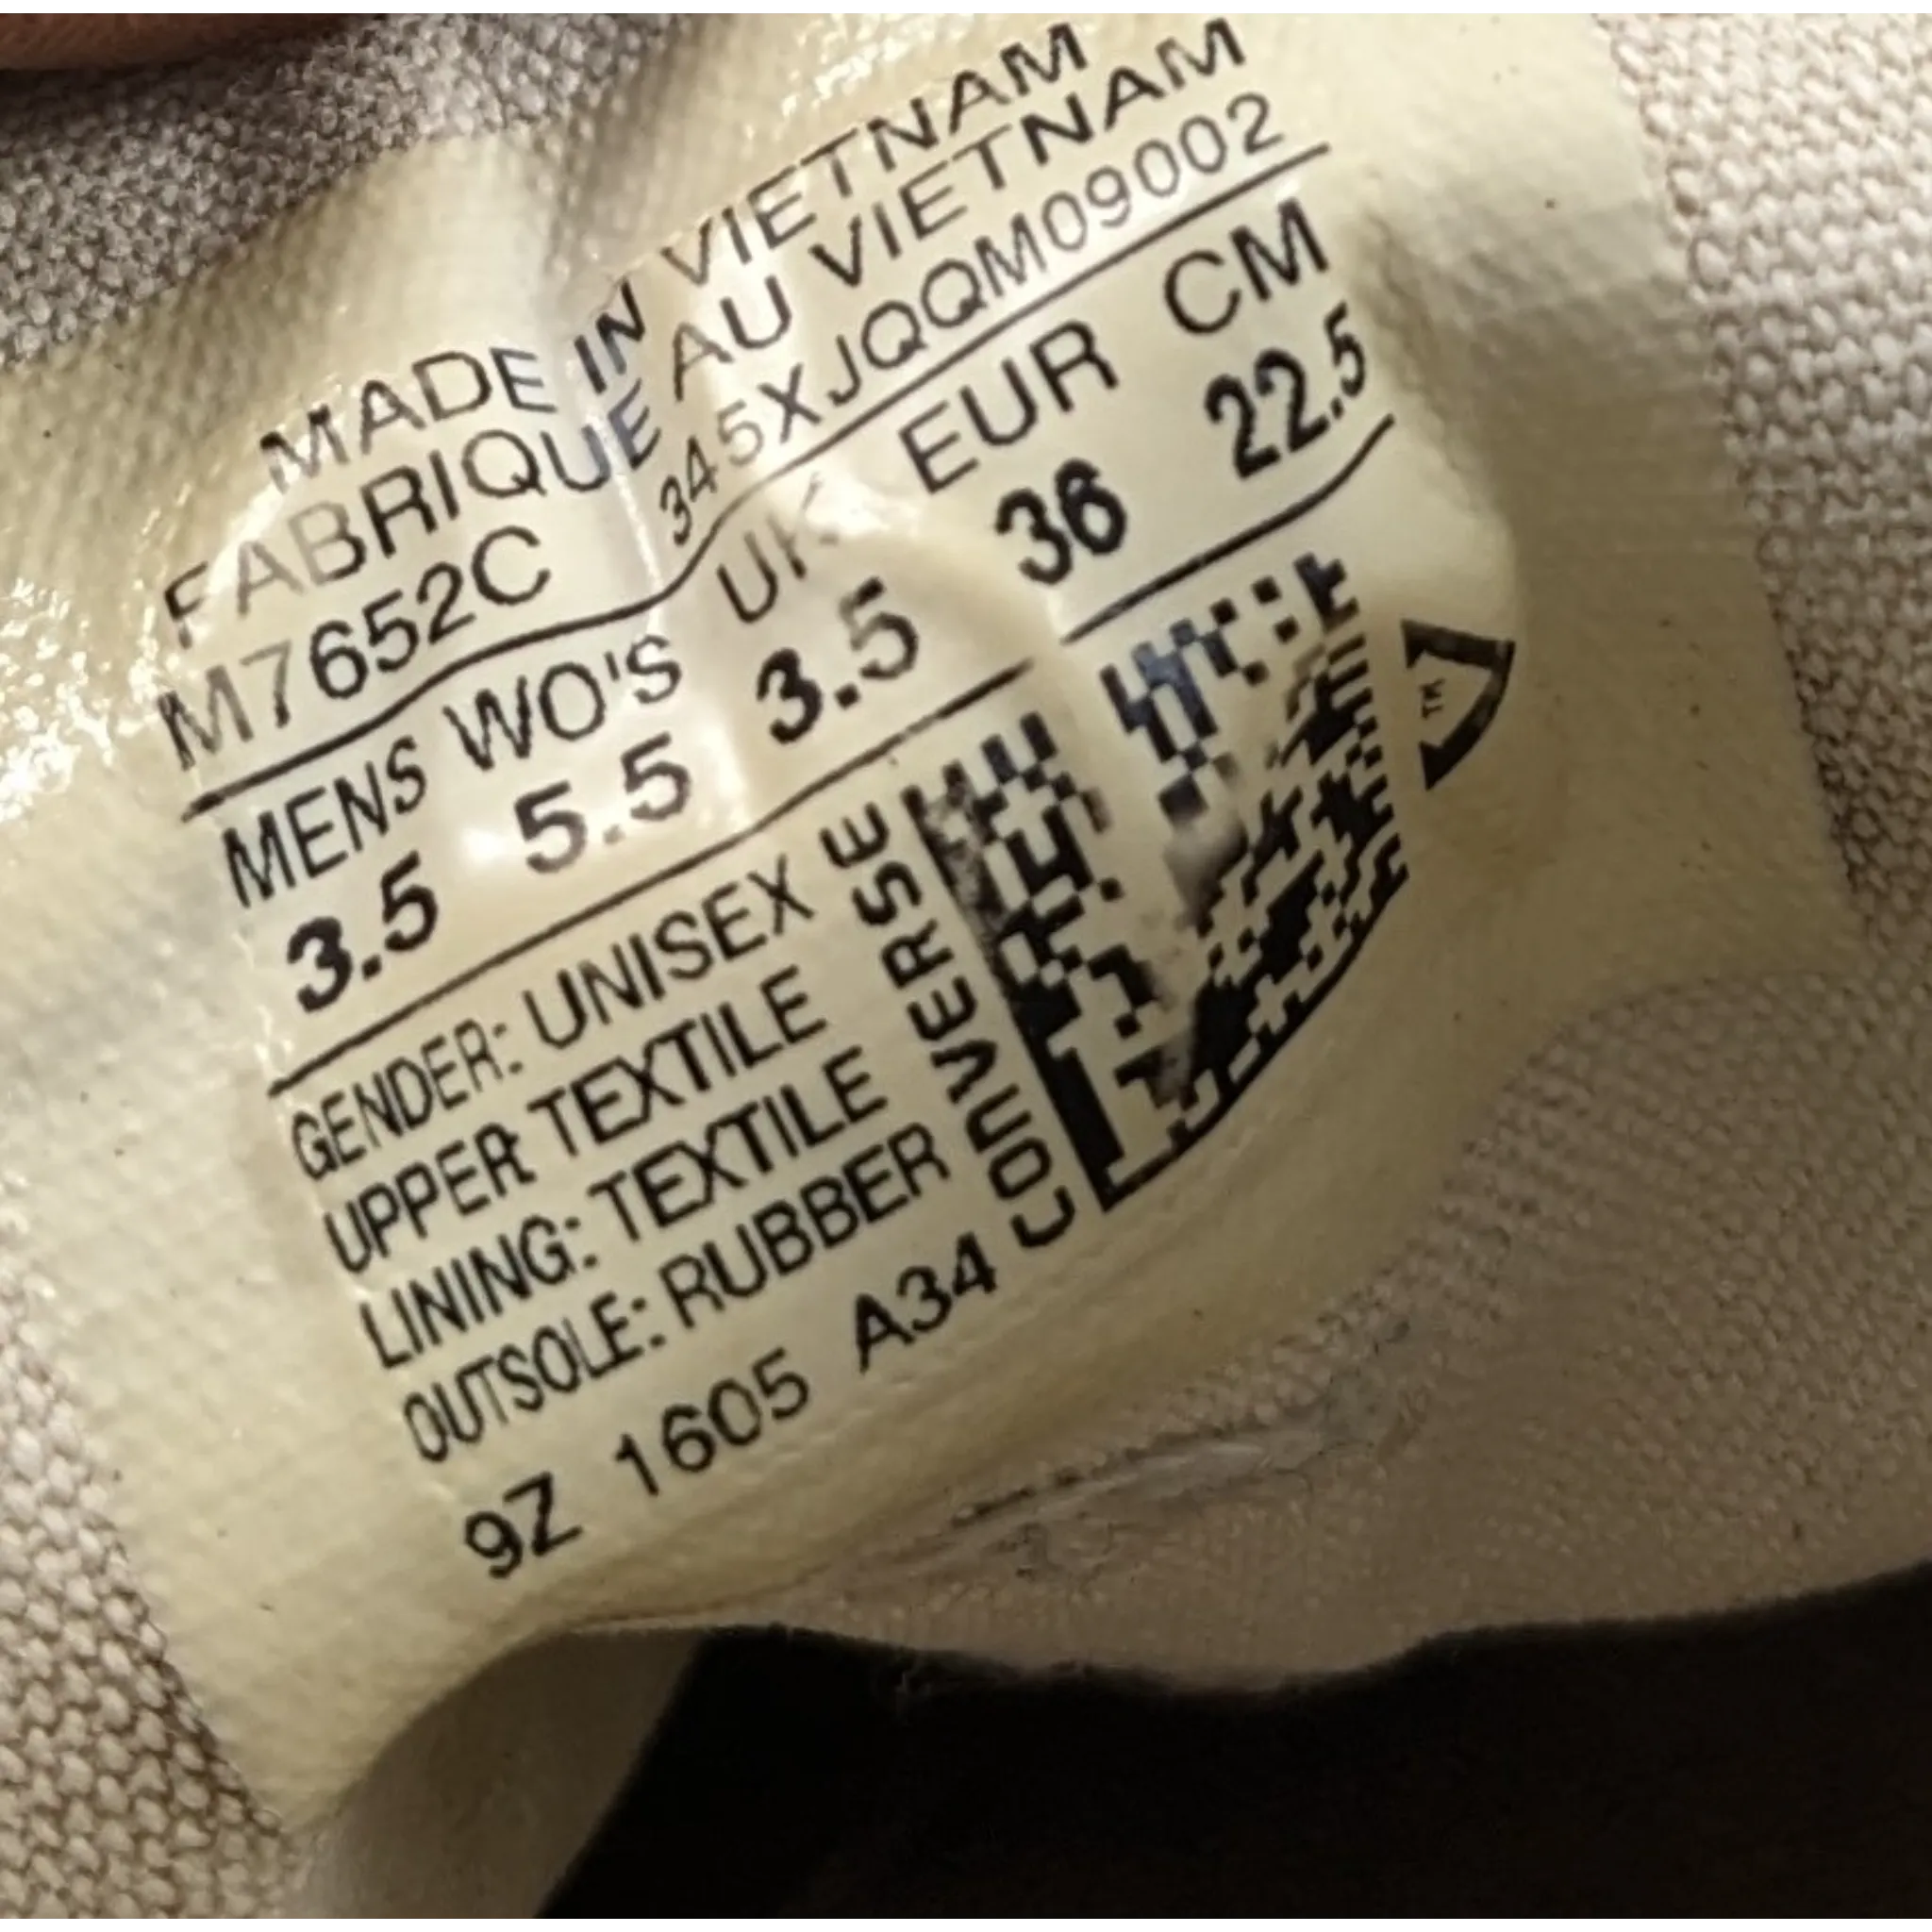 MADE IN VIETNAM
FABRIQUE AU VIETNAM
M7652C 345XJQQM09002
MENS WO'S UK EUR CM
3.5 5.5 3.5 36 22.5
GENDER: UNISEX
UPPER TEXTILE
LINING: TEXTILE
OUTSOLE: RUBBER
9Z 1605 A34
CONVERSE
TM